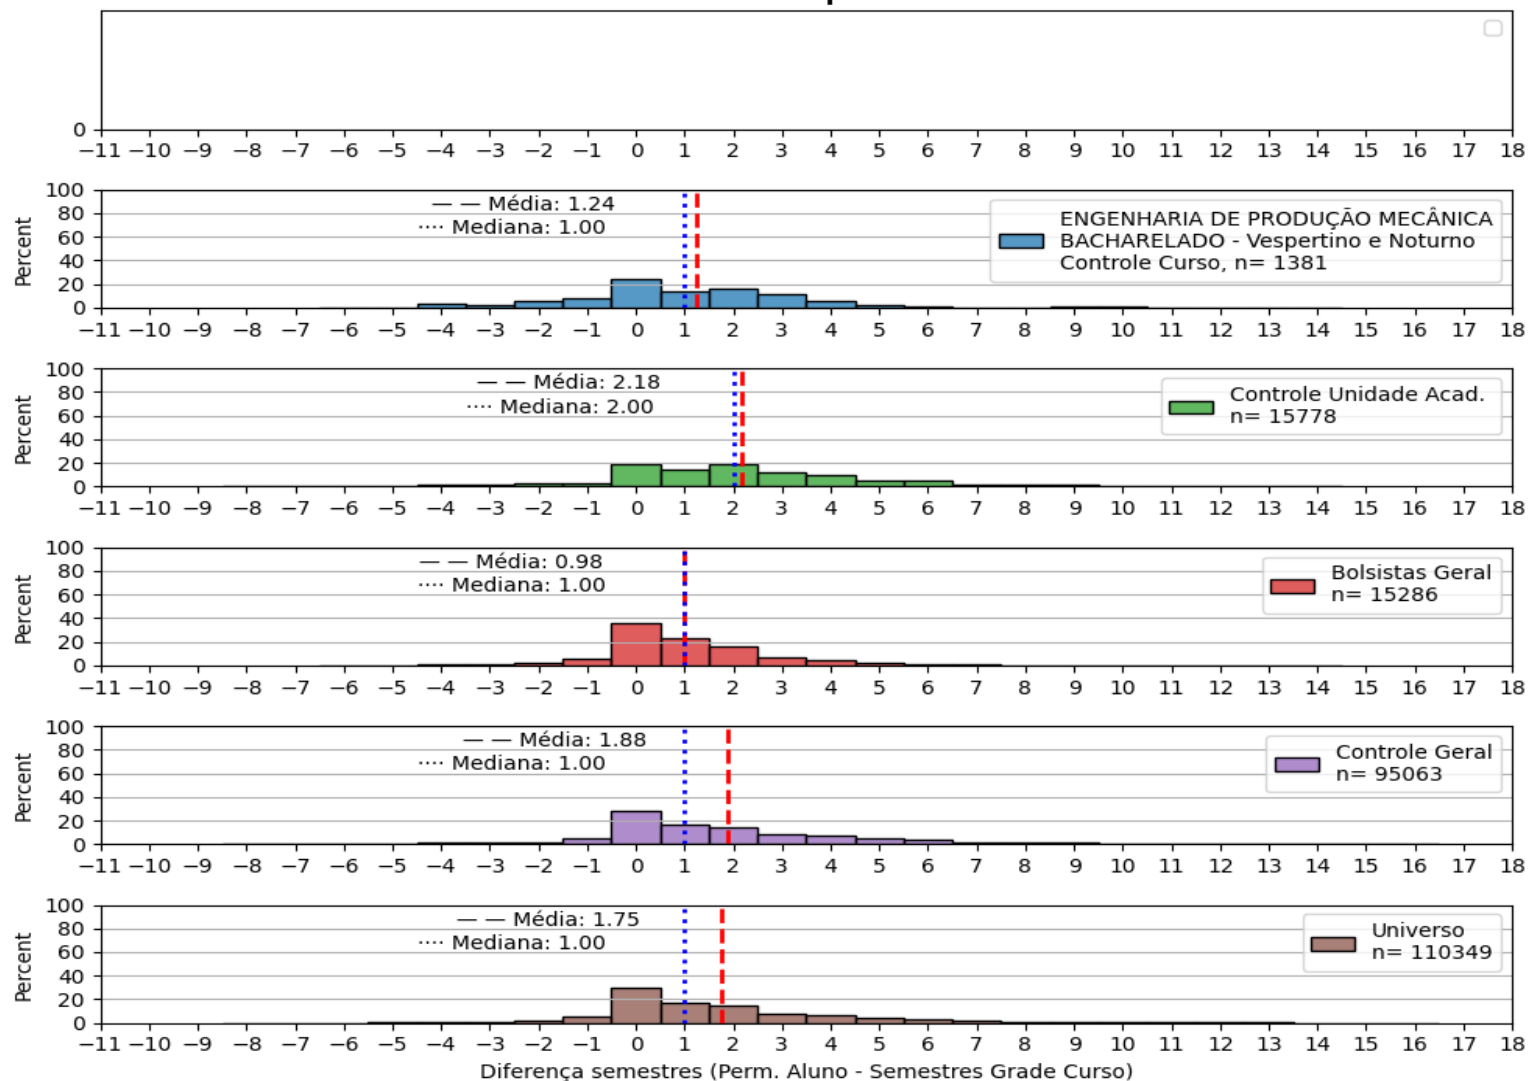 0
−11 −10 −9 −8 −7 −6 −5 −4 −3 −2 −1 0 1 2 3 4 5 6 7 8 9 10 11 12 13 14 15 16 17 18
100
80
60
40
20
0
Percent
— — Média: 1.24
···· Mediana: 1.00
ENGENHARIA DE PRODUÇÃO MECÂNICA
BACHARELADO - Vespertino e Noturno
Controle Curso, n= 1381
−11 −10 −9 −8 −7 −6 −5 −4 −3 −2 −1 0 1 2 3 4 5 6 7 8 9 10 11 12 13 14 15 16 17 18
100
80
60
40
20
0
Percent
— — Média: 2.18
···· Mediana: 2.00
Controle Unidade Acad.
n= 15778
−11 −10 −9 −8 −7 −6 −5 −4 −3 −2 −1 0 1 2 3 4 5 6 7 8 9 10 11 12 13 14 15 16 17 18
100
80
60
40
20
0
Percent
— — Média: 0.98
···· Mediana: 1.00
Bolsistas Geral
n= 15286
−11 −10 −9 −8 −7 −6 −5 −4 −3 −2 −1 0 1 2 3 4 5 6 7 8 9 10 11 12 13 14 15 16 17 18
100
80
60
40
20
0
Percent
— — Média: 1.88
···· Mediana: 1.00
Controle Geral
n= 95063
−11 −10 −9 −8 −7 −6 −5 −4 −3 −2 −1 0 1 2 3 4 5 6 7 8 9 10 11 12 13 14 15 16 17 18
100
80
60
40
20
0
Percent
— — Média: 1.75
···· Mediana: 1.00
Universo
n= 110349
−11 −10 −9 −8 −7 −6 −5 −4 −3 −2 −1 0 1 2 3 4 5 6 7 8 9 10 11 12 13 14 15 16 17 18
Diferença semestres (Perm. Aluno - Semestres Grade Curso)